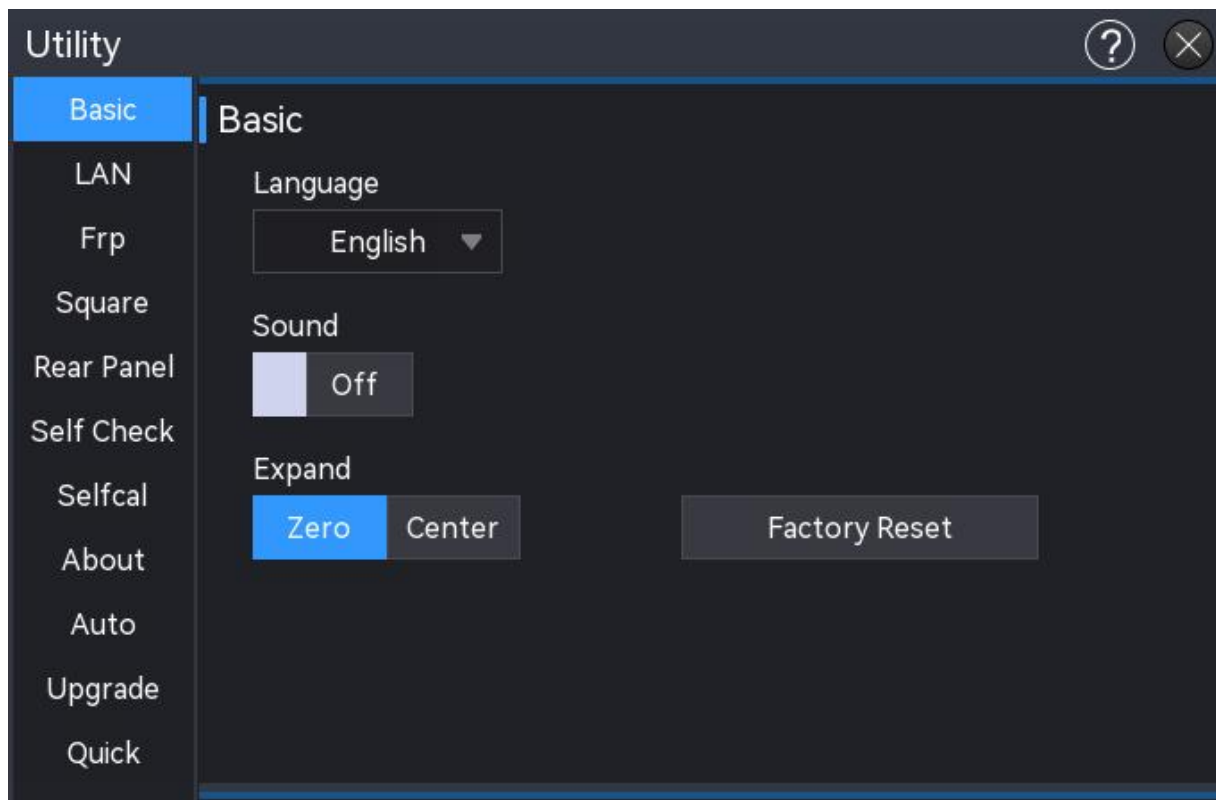 Utility
?
Basic
LAN
Frp
Square
Rear Panel
Self Check
Selfcal
About
Auto
Upgrade
Quick
Basic
Language
English
Sound
Off
Expand
Zero Center
Factory Reset